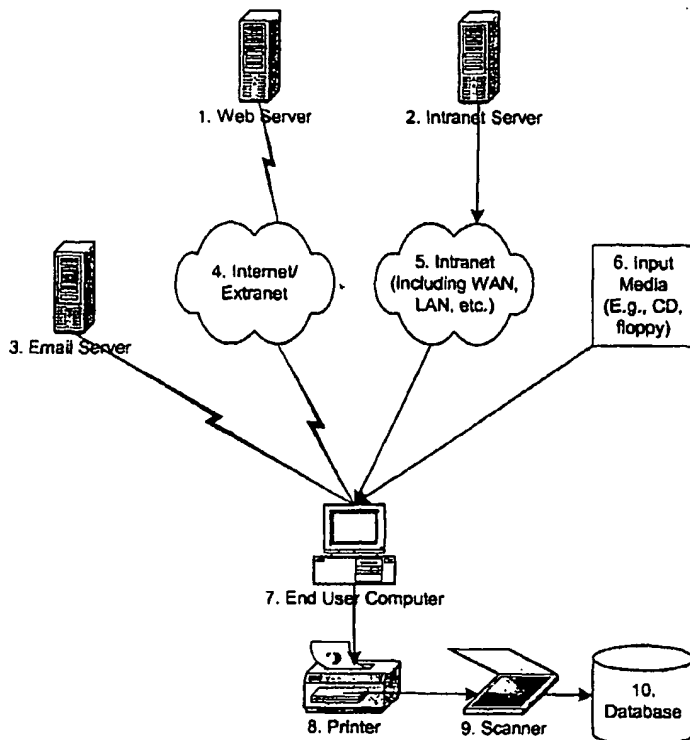 1. Web Server
2. Intranet Server
4. Internet/
Extranet
5. Intranet
(Including WAN,
LAN, etc.)
6. Input
Media
(E.g., CD,
floppy)
3. Email Server
7. End User Computer
8. Printer
9. Scanner
10.
Database